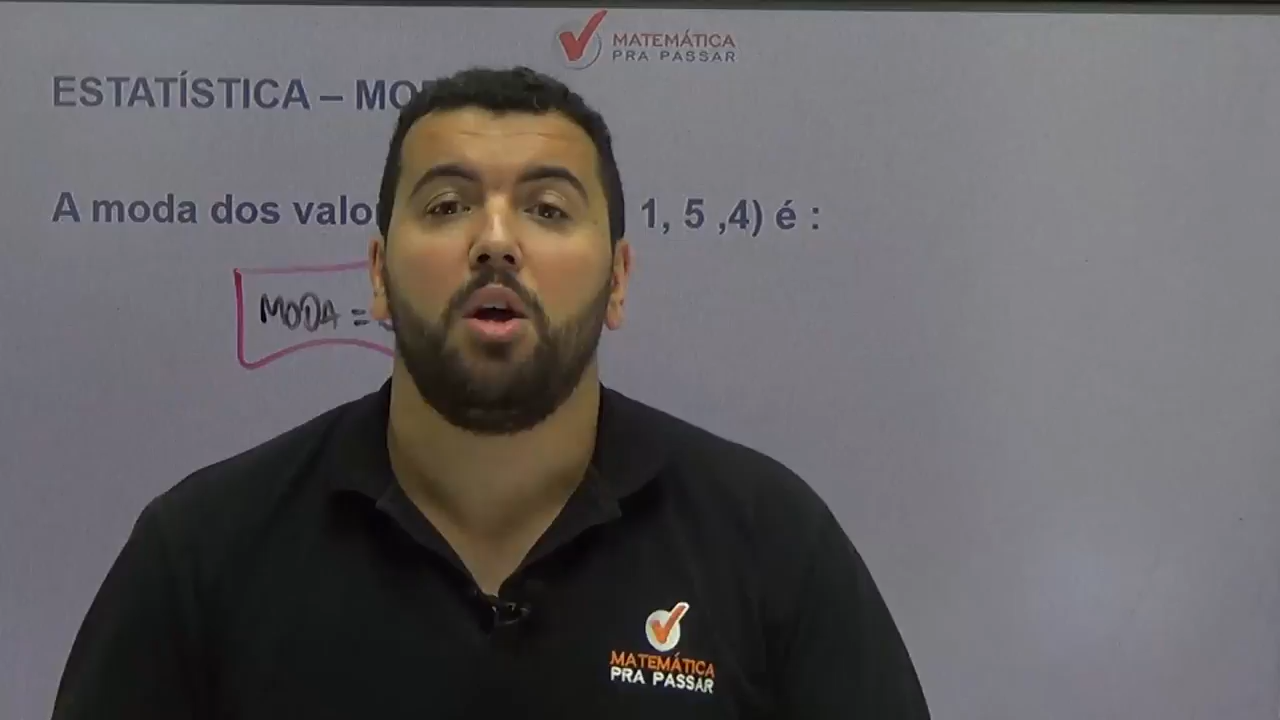 MATEMÁTICA
PRA PASSAR
ESTATÍSTICA – MO
A moda dos valo 1, 5 ,4) é :
MODA =
MATEMÁTICA
PRA PASSAR